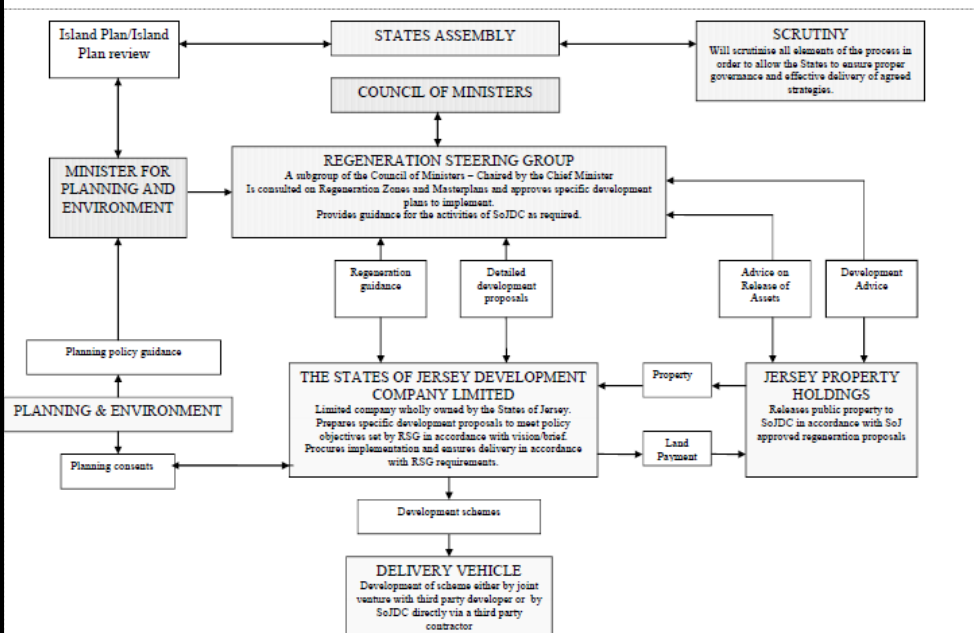 Island Plan/Island
Plan review
STATES ASSEMBLY
SCRUTINY
Will scrutinise all elements of the process in
order to allow the States to ensure proper
governance and effective delivery of agreed
strategies.
COUNCIL OF MINISTERS
MINISTER FOR
PLANNING AND
ENVIRONMENT
REGENERATION STEERING GROUP
A subgroup of the Council of Ministers – Chaired by the Chief Minister
Is consulted on Regeneration Zones and Masterplans and approves specific development
plans to implement.
Provides guidance for the activities of SoJDC as required.
Regeneration
guidance
Detailed
development
proposals
Advice on
Release of
Assets
Development
Advice
Planning policy guidance
PLANNING & ENVIRONMENT
Planning consents
THE STATES OF JERSEY DEVELOPMENT
COMPANY LIMITED
Limited company wholly owned by the States of Jersey.
Prepares specific development proposals to meet policy
objectives set by RSG in accordance with vision/brief.
Procures implementation and ensures delivery in accordance
with RSG requirements.
Property
Land
Payment
JERSEY PROPERTY
HOLDINGS
Releases public property to
SoJDC in accordance with SoJ
approved regeneration proposals
Development schemes
DELIVERY VEHICLE
Development of scheme either by joint
venture with third party developer or by
SoJDC directly via a third party
contractor